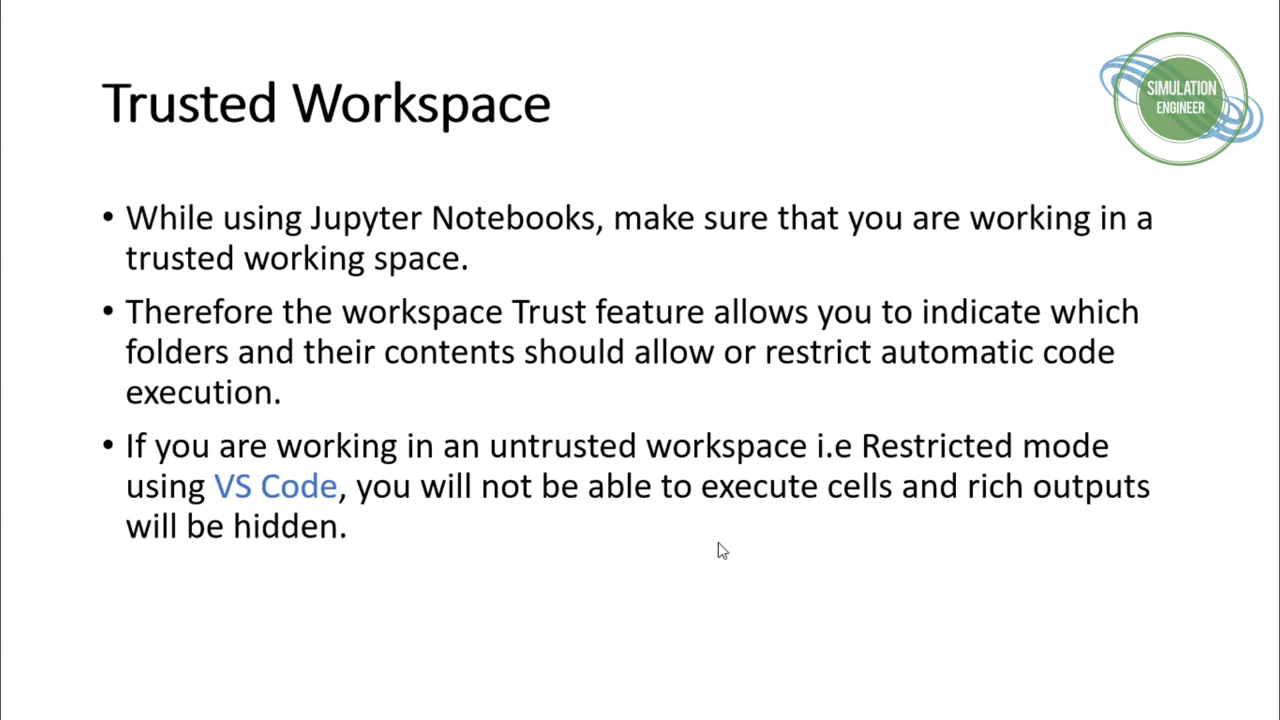 Trusted Workspace
SIMULATION
ENGINEER
• While using Jupyter Notebooks, make sure that you are working in a
trusted working space.
• Therefore the workspace Trust feature allows you to indicate which
folders and their contents should allow or restrict automatic code
execution.
• If you are working in an untrusted workspace i.e Restricted mode
using VS Code, you will not be able to execute cells and rich outputs
will be hidden.